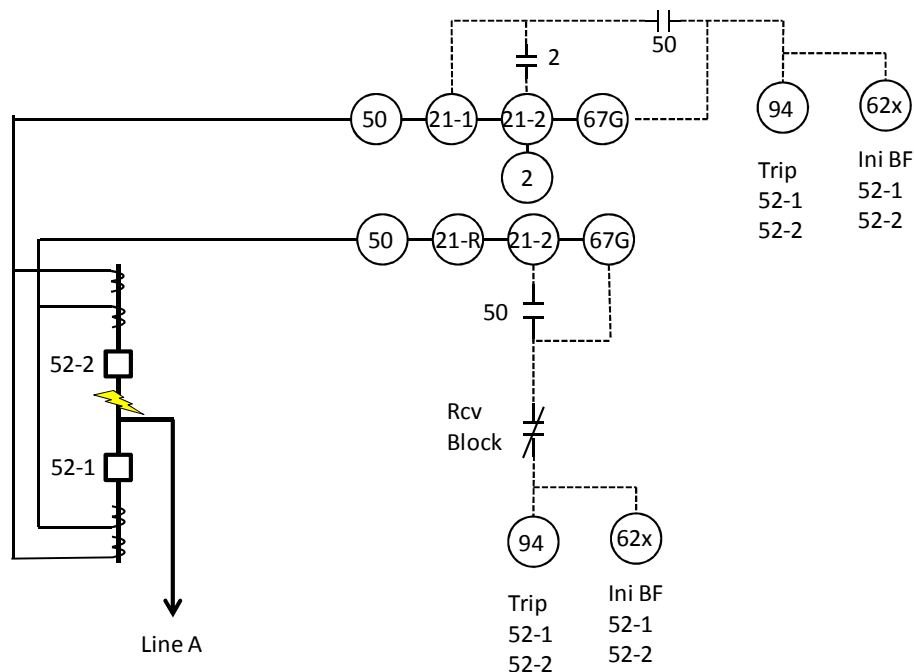 50
2
50 21-1 21-2 67G
2
94
62x
Trip
52-1
52-2
Ini BF
52-1
52-2
50 21-R 21-2 67G
50
52-2
52-1
Rcv
Block
94
62x
Trip
52-1
52-2
Ini BF
52-1
52-2
Line A